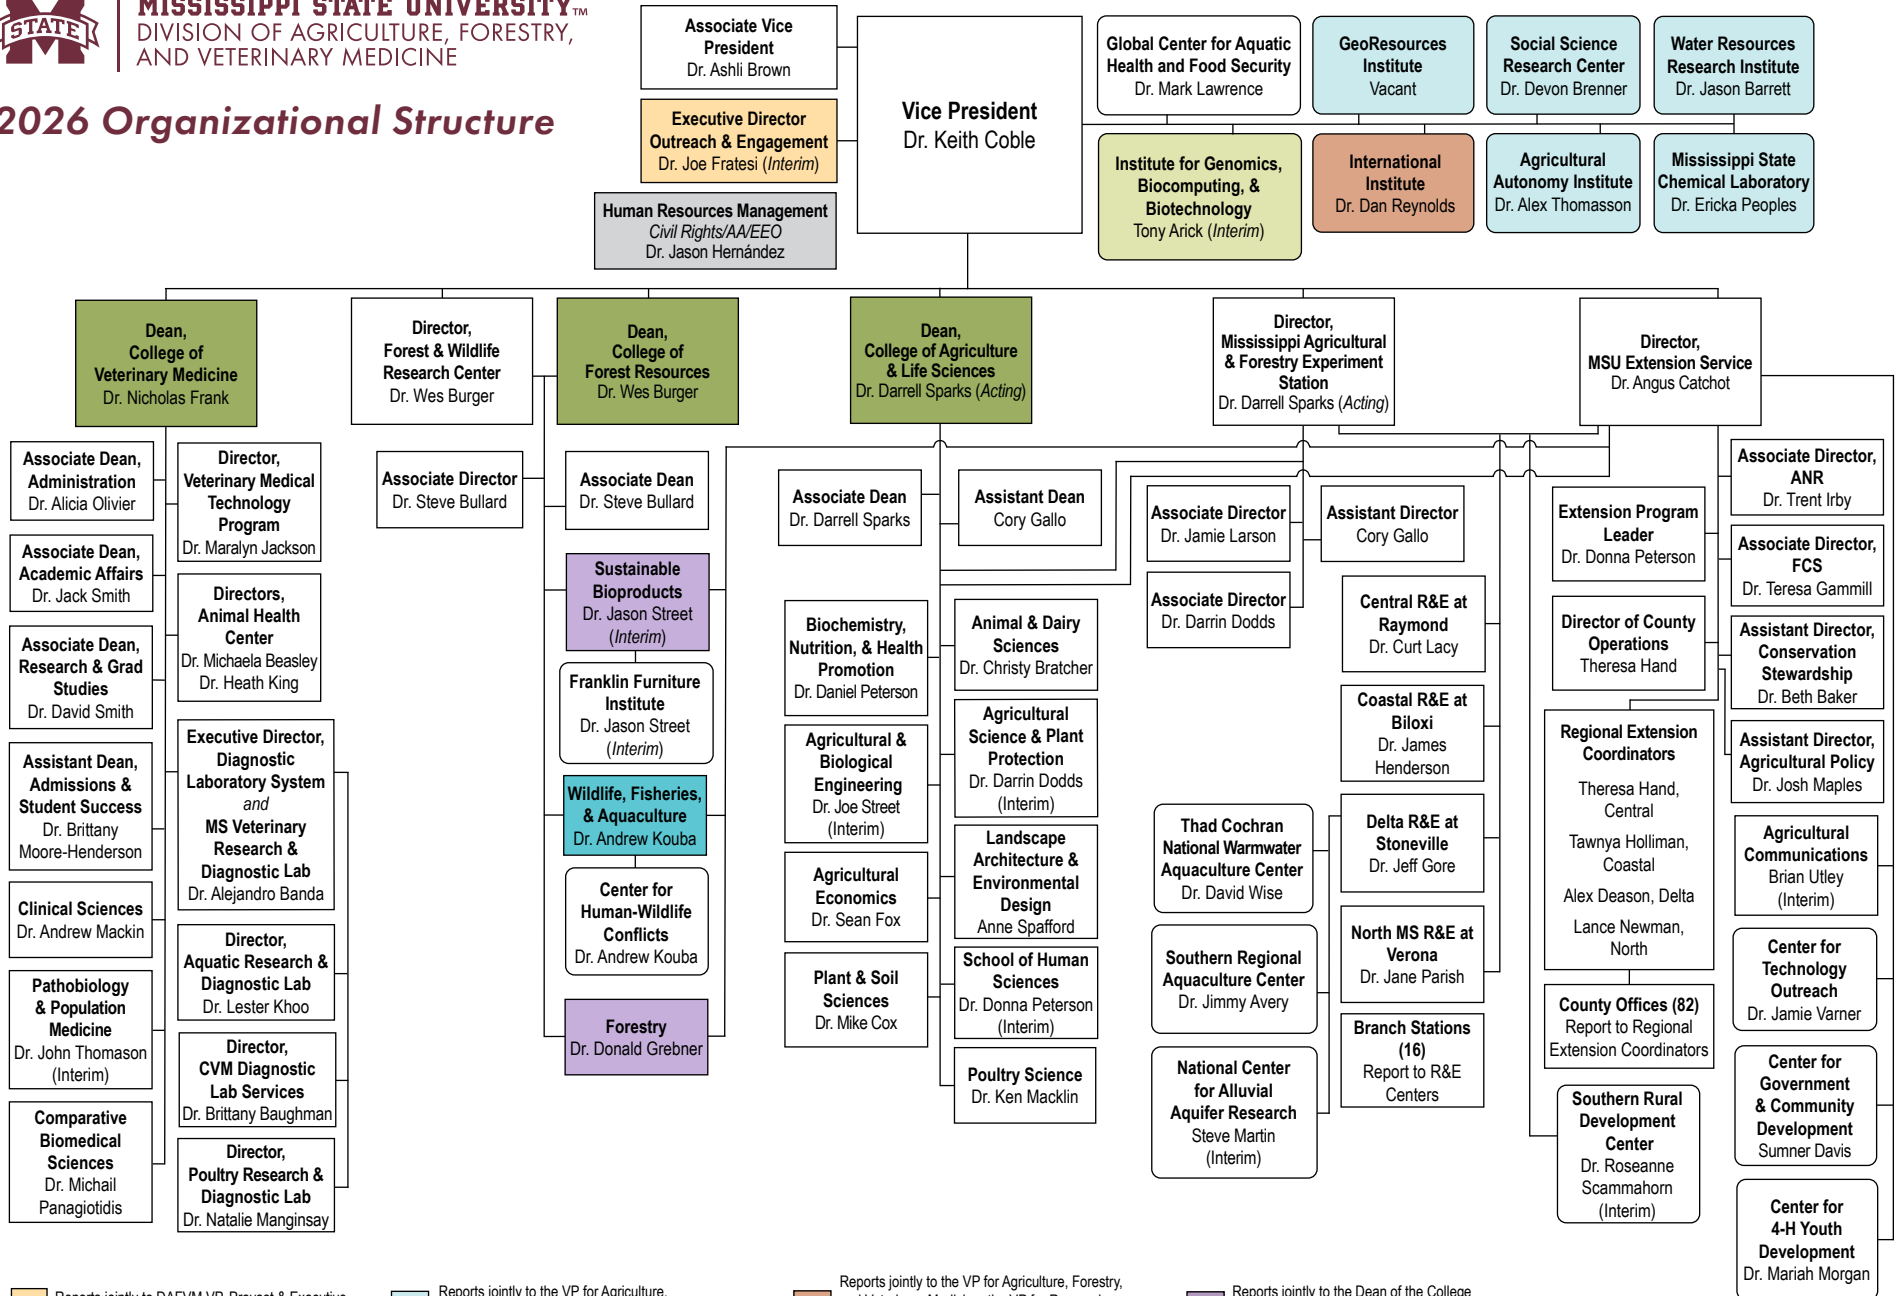 MISSISSIPPI STATE UNIVERSITY™
STATE
DIVISION OF AGRICULTURE, FORESTRY,
AND VETERINARY MEDICINE
2026 Organizational Structure
Associate Vice
President
Dr. Ashli Brown
Executive Director
Outreach & Engagement
Dr. Joe Fratesi (Interim)
Human Resources Management
Civil Rights/AA/EEO
Dr. Jason Hernández
Vice President
Dr. Keith Coble
Global Center for Aquatic
Health and Food Security
Dr. Mark Lawrence
GeoResources
Institute
Vacant
Social Science
Research Center
Dr. Devon Brenner
Water Resources
Research Institute
Dr. Jason Barrett
Institute for Genomics,
Biocomputing, &
Biotechnology
Tony Arick (Interim)
International
Institute
Dr. Dan Reynolds
Agricultural
Autonomy Institute
Dr. Alex Thomasson
Mississippi State
Chemical Laboratory
Dr. Ericka Peoples
Dean,
College of
Veterinary Medicine
Dr. Nicholas Frank
Director,
Forest & Wildlife
Research Center
Dr. Wes Burger
Dean,
College of
Forest Resources
Dr. Wes Burger
Dean,
College of Agriculture
& Life Sciences
Dr. Darrell Sparks (Acting)
Director,
Mississippi Agricultural
& Forestry Experiment
Station
Dr. Darrell Sparks (Acting)
Director,
MSU Extension Service
Dr. Angus Catchot
Associate Dean,
Administration
Dr. Alicia Olivier
Associate Dean,
Academic Affairs
Dr. Jack Smith
Associate Dean,
Research & Grad
Studies
Dr. David Smith
Assistant Dean,
Admissions &
Student Success
Dr. Brittany
Moore-Henderson
Clinical Sciences
Dr. Andrew Mackin
Pathobiology
& Population
Medicine
Dr. John Thomason
(Interim)
Comparative
Biomedical
Sciences
Dr. Michail
Panagiotidis
Director,
Veterinary Medical
Technology
Program
Dr. Maralyn Jackson
Directors,
Animal Health
Center
Dr. Michaela Beasley
Dr. Heath King
Executive Director,
Diagnostic
Laboratory System
and
MS Veterinary
Research &
Diagnostic Lab
Dr. Alejandro Banda
Director,
Aquatic Research &
Diagnostic Lab
Dr. Lester Khoo
Director,
CVM Diagnostic
Lab Services
Dr. Brittany Baughman
Director,
Poultry Research &
Diagnostic Lab
Dr. Natalie Manginsay
Associate Director
Dr. Steve Bullard
Associate Dean
Dr. Steve Bullard
Sustainable
Bioproducts
Dr. Jason Street
(Interim)
Franklin Furniture
Institute
Dr. Jason Street
(Interim)
Wildlife, Fisheries,
& Aquaculture
Dr. Andrew Kouba
Center for
Human-Wildlife
Conflicts
Dr. Andrew Kouba
Forestry
Dr. Donald Grebner
Associate Dean
Dr. Darrell Sparks
Assistant Dean
Cory Gallo
Biochemistry,
Nutrition, & Health
Promotion
Dr. Daniel Peterson
Agricultural &
Biological
Engineering
Dr. Joe Street
(Interim)
Agricultural
Economics
Dr. Sean Fox
Plant & Soil
Sciences
Dr. Mike Cox
Animal & Dairy
Sciences
Dr. Christy Bratcher
Agricultural
Science & Plant
Protection
Dr. Darrin Dodds
(Interim)
Landscape
Architecture &
Environmental
Design
Anne Spafford
School of Human
Sciences
Dr. Donna Peterson
(Interim)
Poultry Science
Dr. Ken Macklin
Associate Director
Dr. Jamie Larson
Assistant Director
Cory Gallo
Associate Director
Dr. Darrin Dodds
Central R&E at
Raymond
Dr. Curt Lacy
Coastal R&E at
Biloxi
Dr. James
Henderson
Delta R&E at
Stoneville
Dr. Jeff Gore
North MS R&E at
Verona
Dr. Jane Parish
Branch Stations
(16)
Report to R&E
Centers
Thad Cochran
National Warmwater
Aquaculture Center
Dr. David Wise
Southern Regional
Aquaculture Center
Dr. Jimmy Avery
National Center
for Alluvial
Aquifer Research
Steve Martin
(Interim)
Extension Program
Leader
Dr. Donna Peterson
Director of County
Operations
Theresa Hand
Regional Extension
Coordinators
Theresa Hand,
Central
Tawnya Holliman,
Coastal
Alex Deason, Delta
Lance Newman,
North
County Offices (82)
Report to Regional
Extension Coordinators
Southern Rural
Development
Center
Dr. Roseanne
Scammahorn
(Interim)
Associate Director,
ANR
Dr. Trent Irby
Associate Director,
FCS
Dr. Teresa Gammill
Assistant Director,
Conservation
Stewardship
Dr. Beth Baker
Assistant Director,
Agricultural Policy
Dr. Josh Maples
Agricultural
Communications
Brian Utley
(Interim)
Center for
Technology
Outreach
Dr. Jamie Varner
Center for
Government
& Community
Development
Sumner Davis
Center for
4-H Youth
Development
Dr. Mariah Morgan
Reports jointly to DAFVM VP, Provost & Executive
Reports jointly to the VP for Agriculture,
Reports jointly to the VP for Agriculture, Forestry,
and Veterinary Medicine, the VP for Research
Reports jointly to the Dean of the College